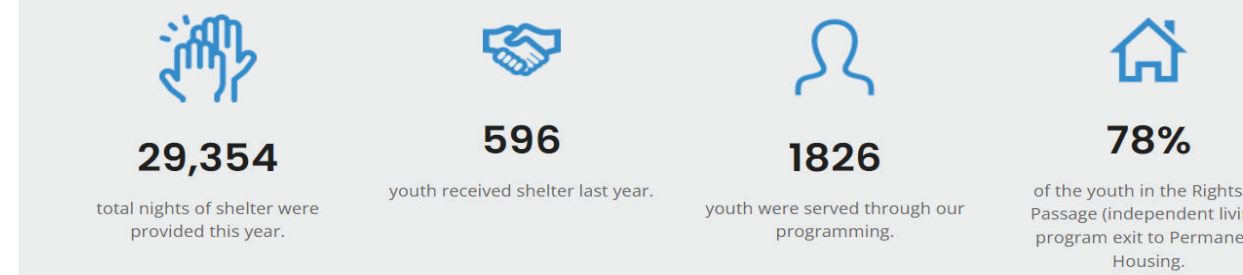 29,354
total nights of shelter were
provided this year.
596
youth received shelter last year.
1826
youth were served through our
programming.
78%
of the youth in the Rights
Passage (independent
program exit to
Housing.